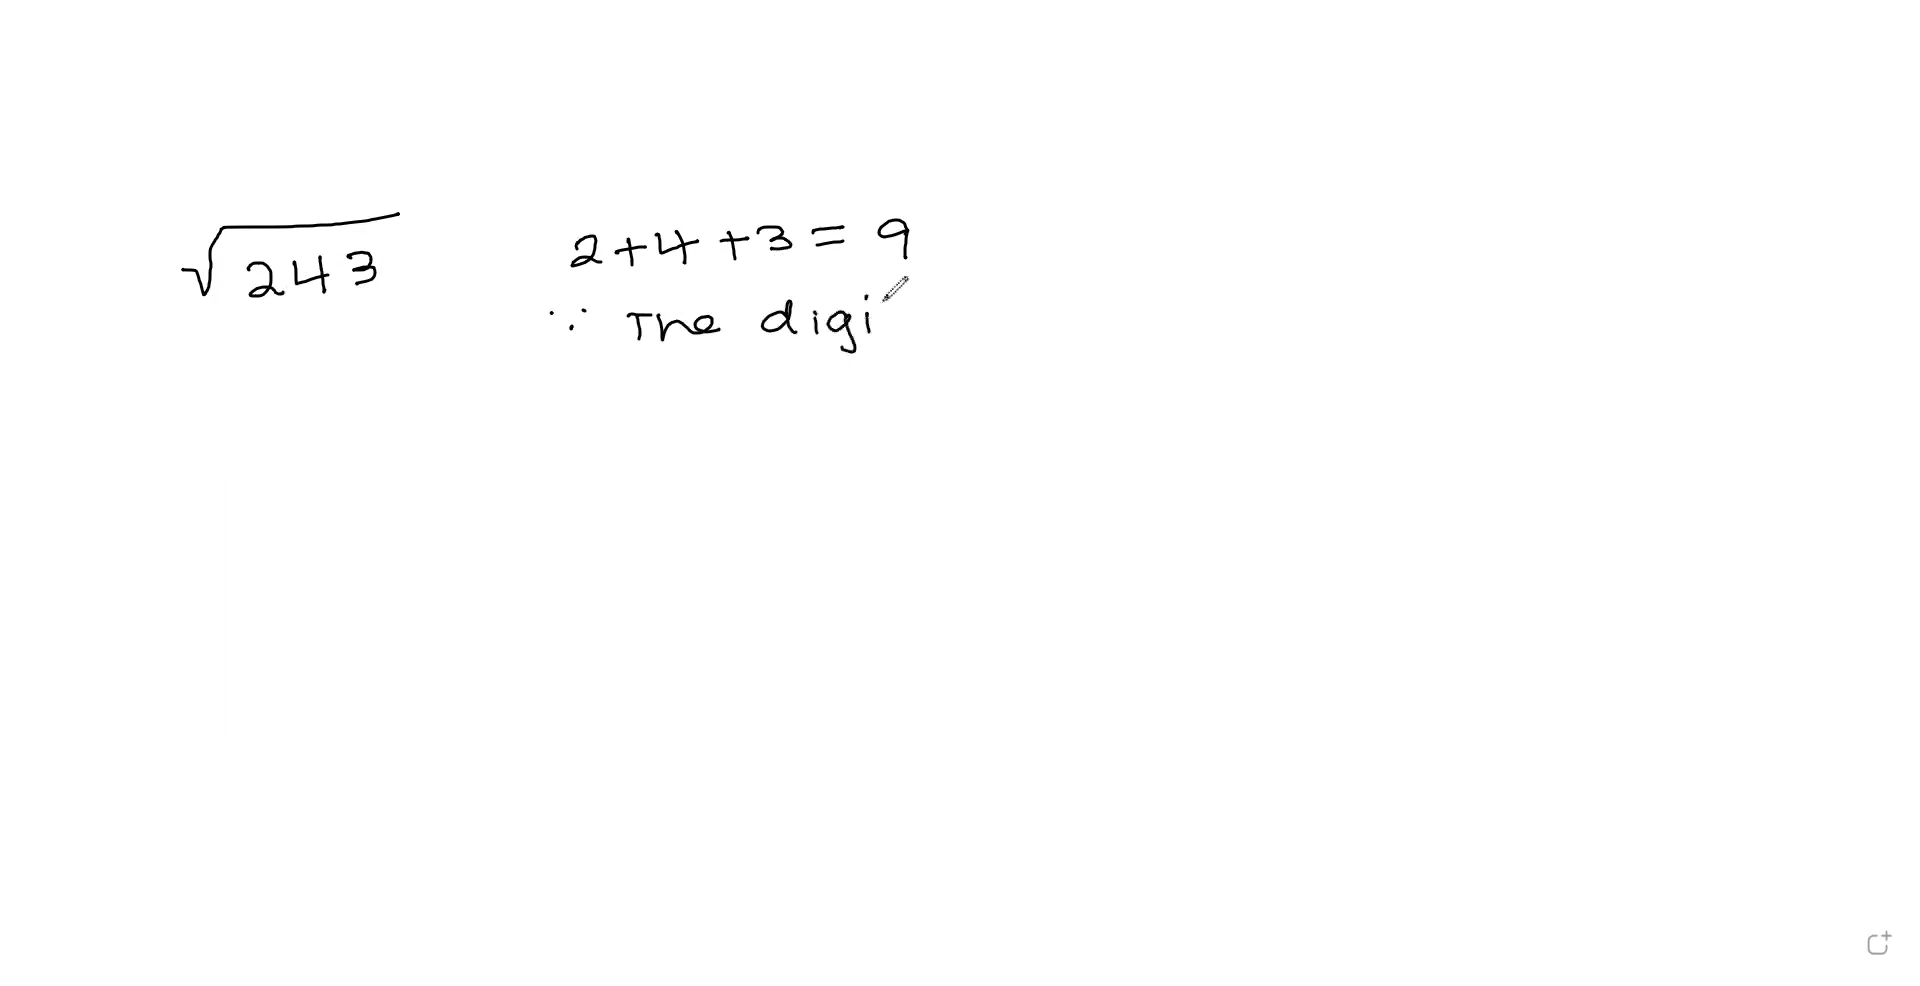 √243
2+4+3=9
∵ The digi